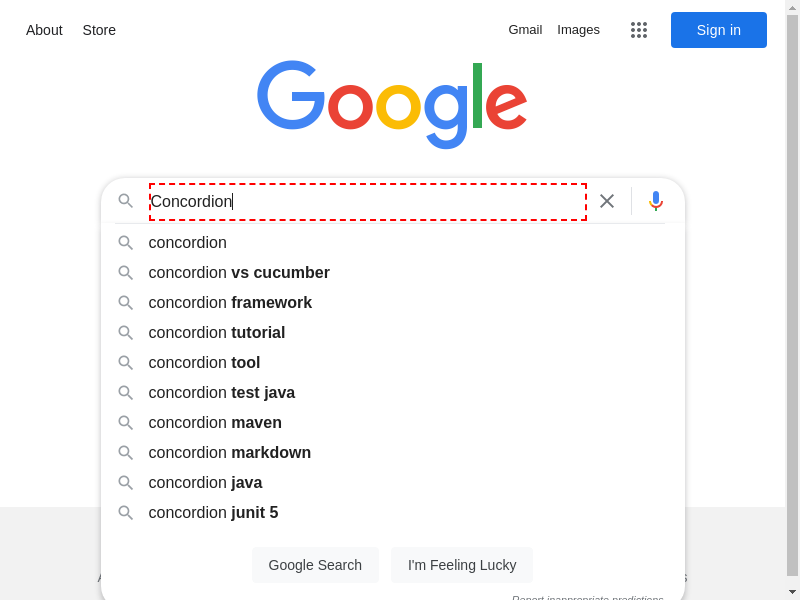 About Store Gmail Images Sign in
Google
Concordion
concordion
concordion vs cucumber
concordion framework
concordion tutorial
concordion tool
concordion test java
concordion maven
concordion markdown
concordion java
concordion junit 5
Google Search I'm Feeling Lucky
Report inappropriate predictions